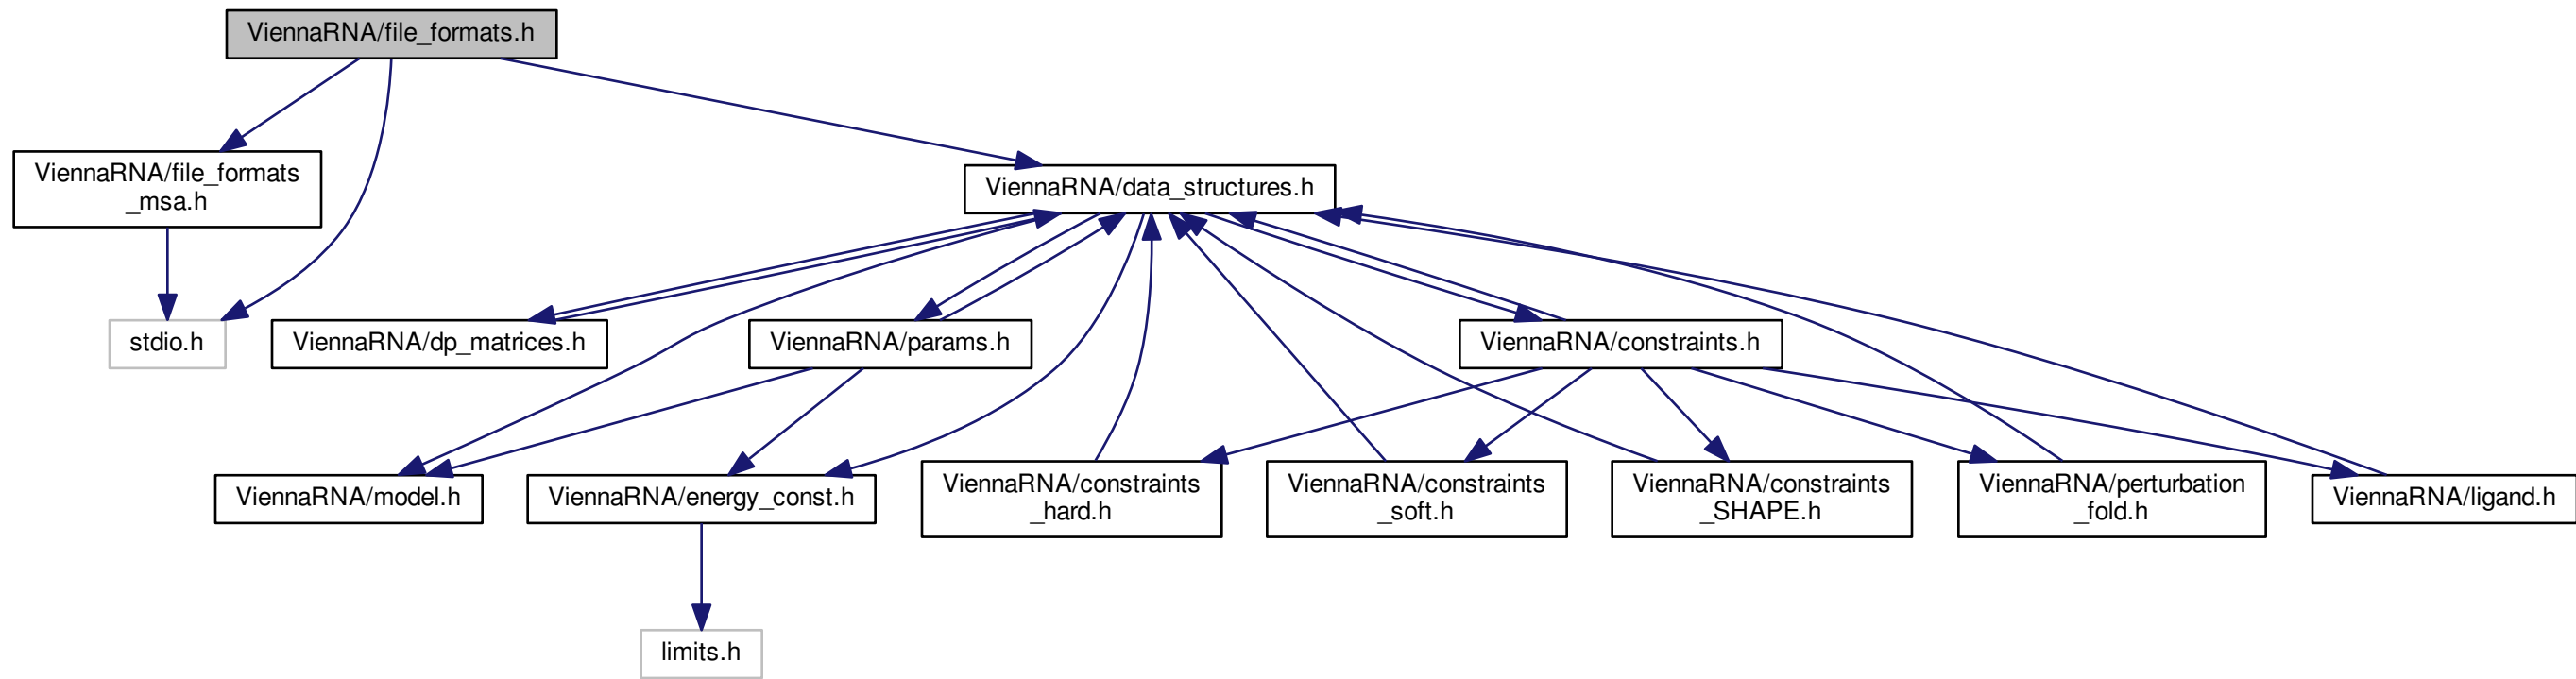 ViennaRNA/file_formats.h
ViennaRNA/file_formats
_msa.h
ViennaRNA/data_structures.h
stdio.h
ViennaRNA/dp_matrices.h
ViennaRNA/params.h
ViennaRNA/constraints.h
ViennaRNA/model.h
ViennaRNA/energy_const.h
ViennaRNA/constraints
_hard.h
ViennaRNA/constraints
_soft.h
ViennaRNA/constraints
_SHAPE.h
ViennaRNA/perturbation
_fold.h
ViennaRNA/ligand.h
limits.h